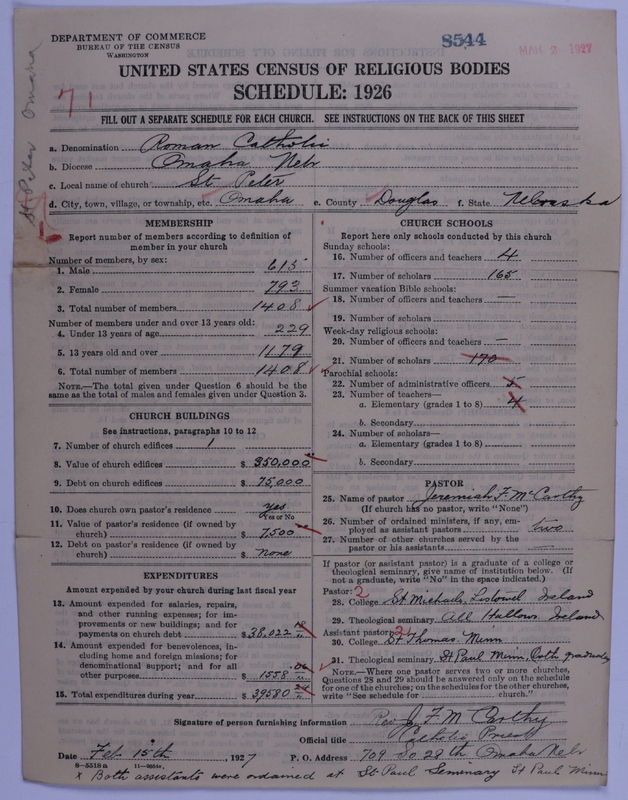 DEPARTMENT OF COMMERCE
BUREAU OF THE CENSUS
WASHINGTON
8544
MAR 2 1927
UNITED STATES CENSUS OF RELIGIOUS BODIES
SCHEDULE: 1926
71
St Peter Omaha
FILL OUT A SEPARATE SCHEDULE FOR EACH CHURCH. SEE INSTRUCTIONS ON THE BACK OF THIS SHEET
a. Denomination Roman Catholic
b. Diocese Omaha Nebr
c. Local name of church St Peter
d. City, town, village, or township, etc. Omaha e. County Douglas f. State Nebraska
MEMBERSHIP
Report number of members according to definition of member in your church
Number of members, by sex:
1. Male 615
2. Female 793
3. Total number of members 1408
Number of members under and over 13 years old:
4. Under 13 years of age 229
5. 13 years old and over 1179
6. Total number of members 1408
NOTE.—The total given under Question 6 should be the same as the total of males and females given under Question 3.
CHURCH BUILDINGS
See instructions, paragraphs 10 to 12
7. Number of church edifices 1
8. Value of church edifices $ 350,000
9. Debt on church edifices $ 75,000
10. Does church own pastor's residence? yes
Yes or No
11. Value of pastor's residence (if owned by church) $ 7500
12. Debt on pastor's residence (if owned by church) $ none
EXPENDITURES
Amount expended by your church during last fiscal year
13. Amount expended for salaries, repairs, and other running expenses; for improvements or new buildings; and for payments on church debt $ 38,022
14. Amount expended for benevolences, including home and foreign missions; for denominational support; and for all other purposes $ 1558
15. Total expenditures during year $ 39580
CHURCH SCHOOLS
Report here only schools conducted by this church
Sunday schools:
16. Number of officers and teachers 4
17. Number of scholars 165
Summer vacation Bible schools:
18. Number of officers and teachers —
19. Number of scholars
Week-day religious schools:
20. Number of officers and teachers —
21. Number of scholars 170
Parochial schools:
22. Number of administrative officers 5
23. Number of teachers—
a. Elementary (grades 1 to 8) 4
b. Secondary
24. Number of scholars—
a. Elementary (grades 1 to 8)
b. Secondary
PASTOR
25. Name of pastor Jeremiah F. McCarthy
(If church has no pastor, write "None")
26. Number of ordained ministers, if any, employed as assistant pastors two
27. Number of other churches served by the pastor or his assistants —
If pastor (or assistant pastor) is a graduate of a college or theological seminary, give name of institution below. (If not a graduate, write "No" in the space indicated.)
Pastor: 2
28. College St Michaels, Listowel Ireland
29. Theological seminary All Hallows Ireland
Assistant pastor: 2
30. College St Thomas Minn
31. Theological seminary St Paul Minn, Both graduates
NOTE.—Where one pastor serves two or more churches, Questions 28 and 29 should be answered only on the schedule for one of the churches; on the schedules for the other churches, write "See schedule for church."
Signature of person furnishing information Rev J. F. McCarthy
Official title Catholic Priest
Date Feb 15th, 1927 P. O. Address 709 So 28th Omaha Nebr
8—5518a
x Both assistants were ordained at St Paul Seminary St Paul Minn